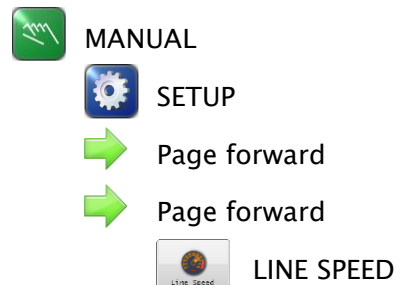 MANUAL
SETUP
Page forward
Page forward
Line Speed
LINE SPEED